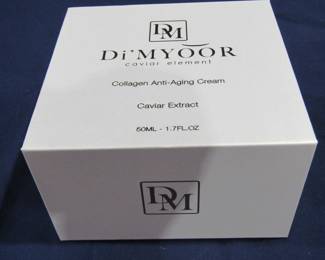 DM
Di'MYOOR
caviar element
Collagen Anti-Aging Cream
Caviar Extract
50ML - 1.7FL.OZ
DM